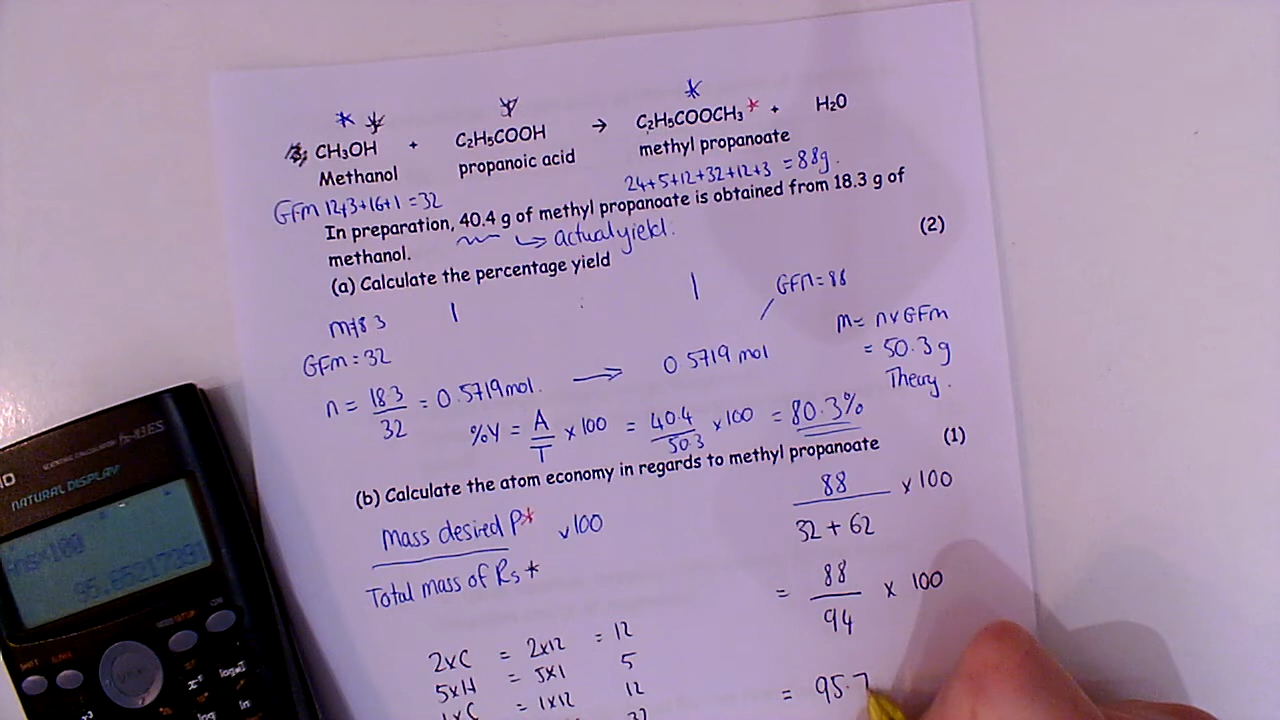 CH₃OH + C₂H₅COOH → C₂H₅COOCH₃ * + H₂O
Methanol propanoic acid methyl propanoate
GFM 12+3+16+1 = 32 24+5+12+32+12+3 = 88g.
In preparation, 40.4 g of methyl propanoate is obtained from 18.3 g of
methanol. ↳ actual yield.
(a) Calculate the percentage yield (2)
1 1 GFM = 88
GFM = 32
m = n x GFM
= 50.3 g
Theory.
n = 18.3/32 = 0.5719 mol. → 0.5719 mol
%Y = A/T x 100 = 40.4/50.3 x 100 = 80.3%
(b) Calculate the atom economy in regards to methyl propanoate (1)
Mass desired P* x 100
Total mass of Rs *
88 x 100
32 + 62
= 88 x 100
94
= 95.7
2xC = 2x12 = 12
5xH = 5x1 5
1xC = 1x12 12
NATURAL DISPLAY
Ans×100